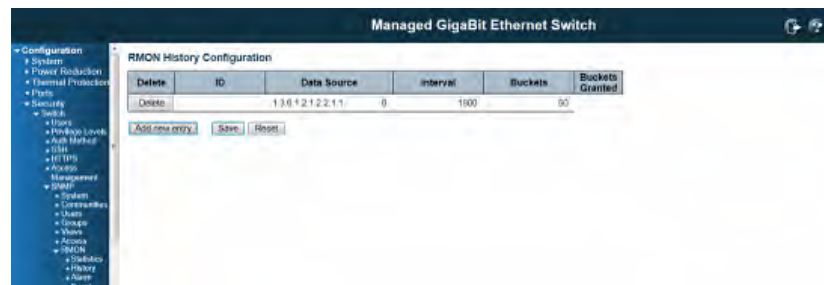 Managed GigaBit Ethernet Switch
Configuration
System
Power Reduction
Thermal Protection
Ports
Security
Switch
Users
Privilege Levels
Auth Method
SSH
HTTPS
Access
Management
SNMP
System
Communities
Users
Groups
Views
Access
RMON
Statistics
History
Alarm
RMON History Configuration
Delete ID Data Source Interval Buckets Buckets Granted
Delete .1.3.6.1.2.1.2.2.1.1. 0 1800 50
Add new entry Save Reset